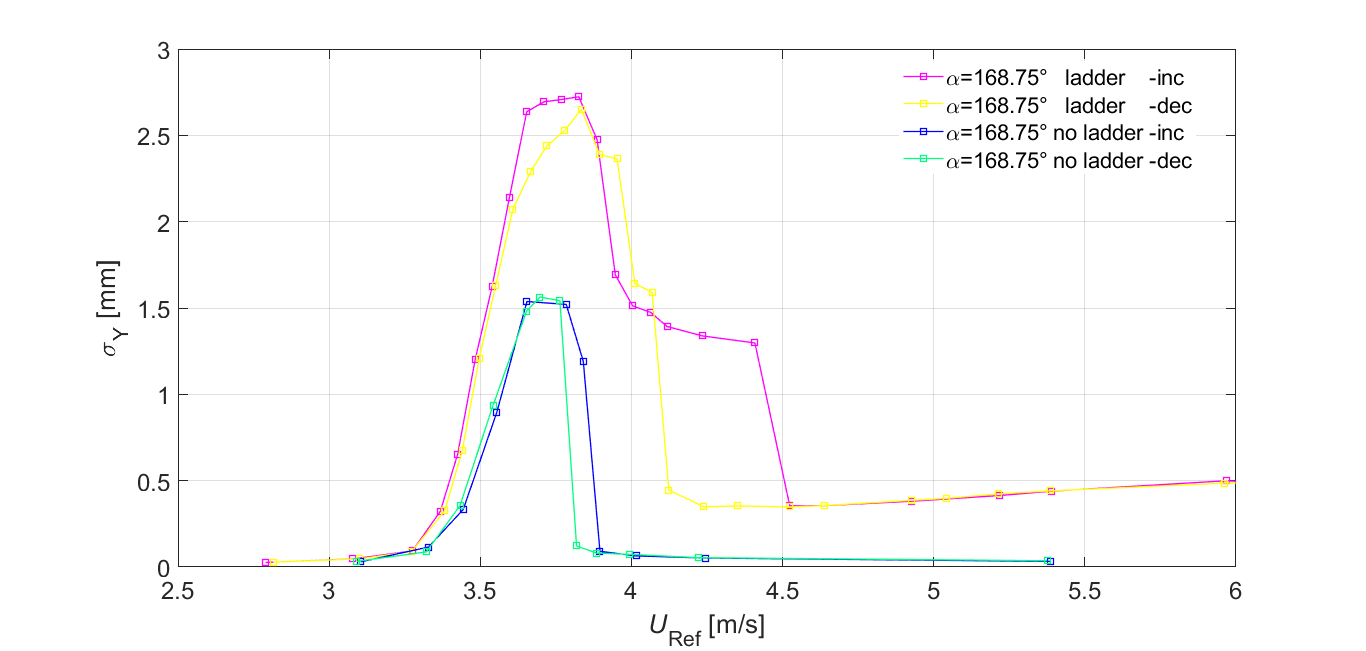 3
2.5
2
1.5
1
0.5
0
σY [mm]
α=168.75° ladder -inc
α=168.75° ladder -dec
α=168.75° no ladder -inc
α=168.75° no ladder -dec
2.5 3 3.5 4 4.5 5 5.5 6
URef [m/s]